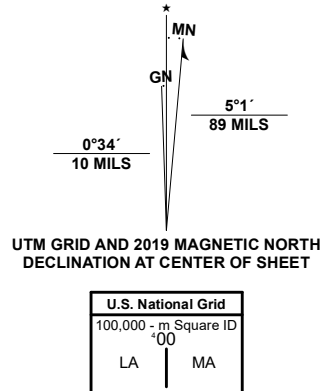 ★
MN
GN
5°1´
89 MILS
0°34´
10 MILS
UTM GRID AND 2019 MAGNETIC NORTH
DECLINATION AT CENTER OF SHEET
U.S. National Grid
100,000 - m Square ID
⁴00
LA MA